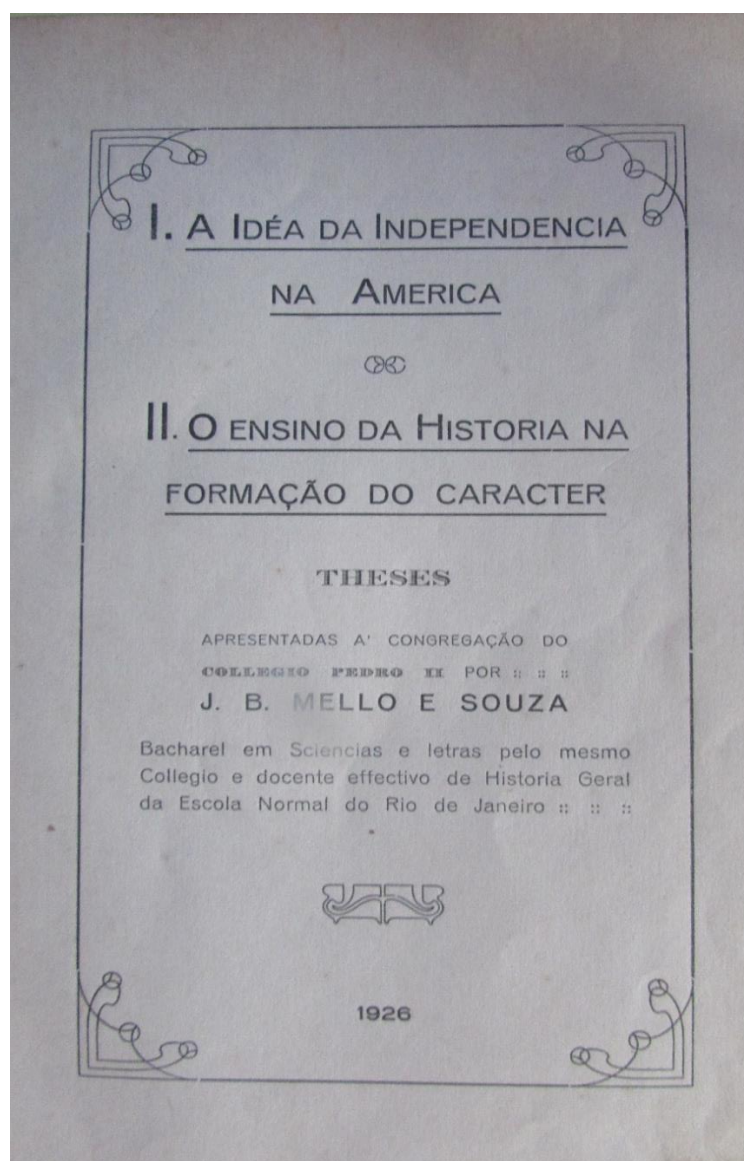 I. A IDÉA DA INDEPENDENCIA
NA AMERICA
II. O ENSINO DA HISTORIA NA
FORMAÇÃO DO CARACTER
THESES
APRESENTADAS A' CONGREGAÇÃO DO
COLLEGIO PEDRO II POR :: :: ::
J. B. MELLO E SOUZA
Bacharel em Sciencias e letras pelo mesmo
Collegio e docente effectivo de Historia Geral
da Escola Normal do Rio de Janeiro :: :: ::
1926